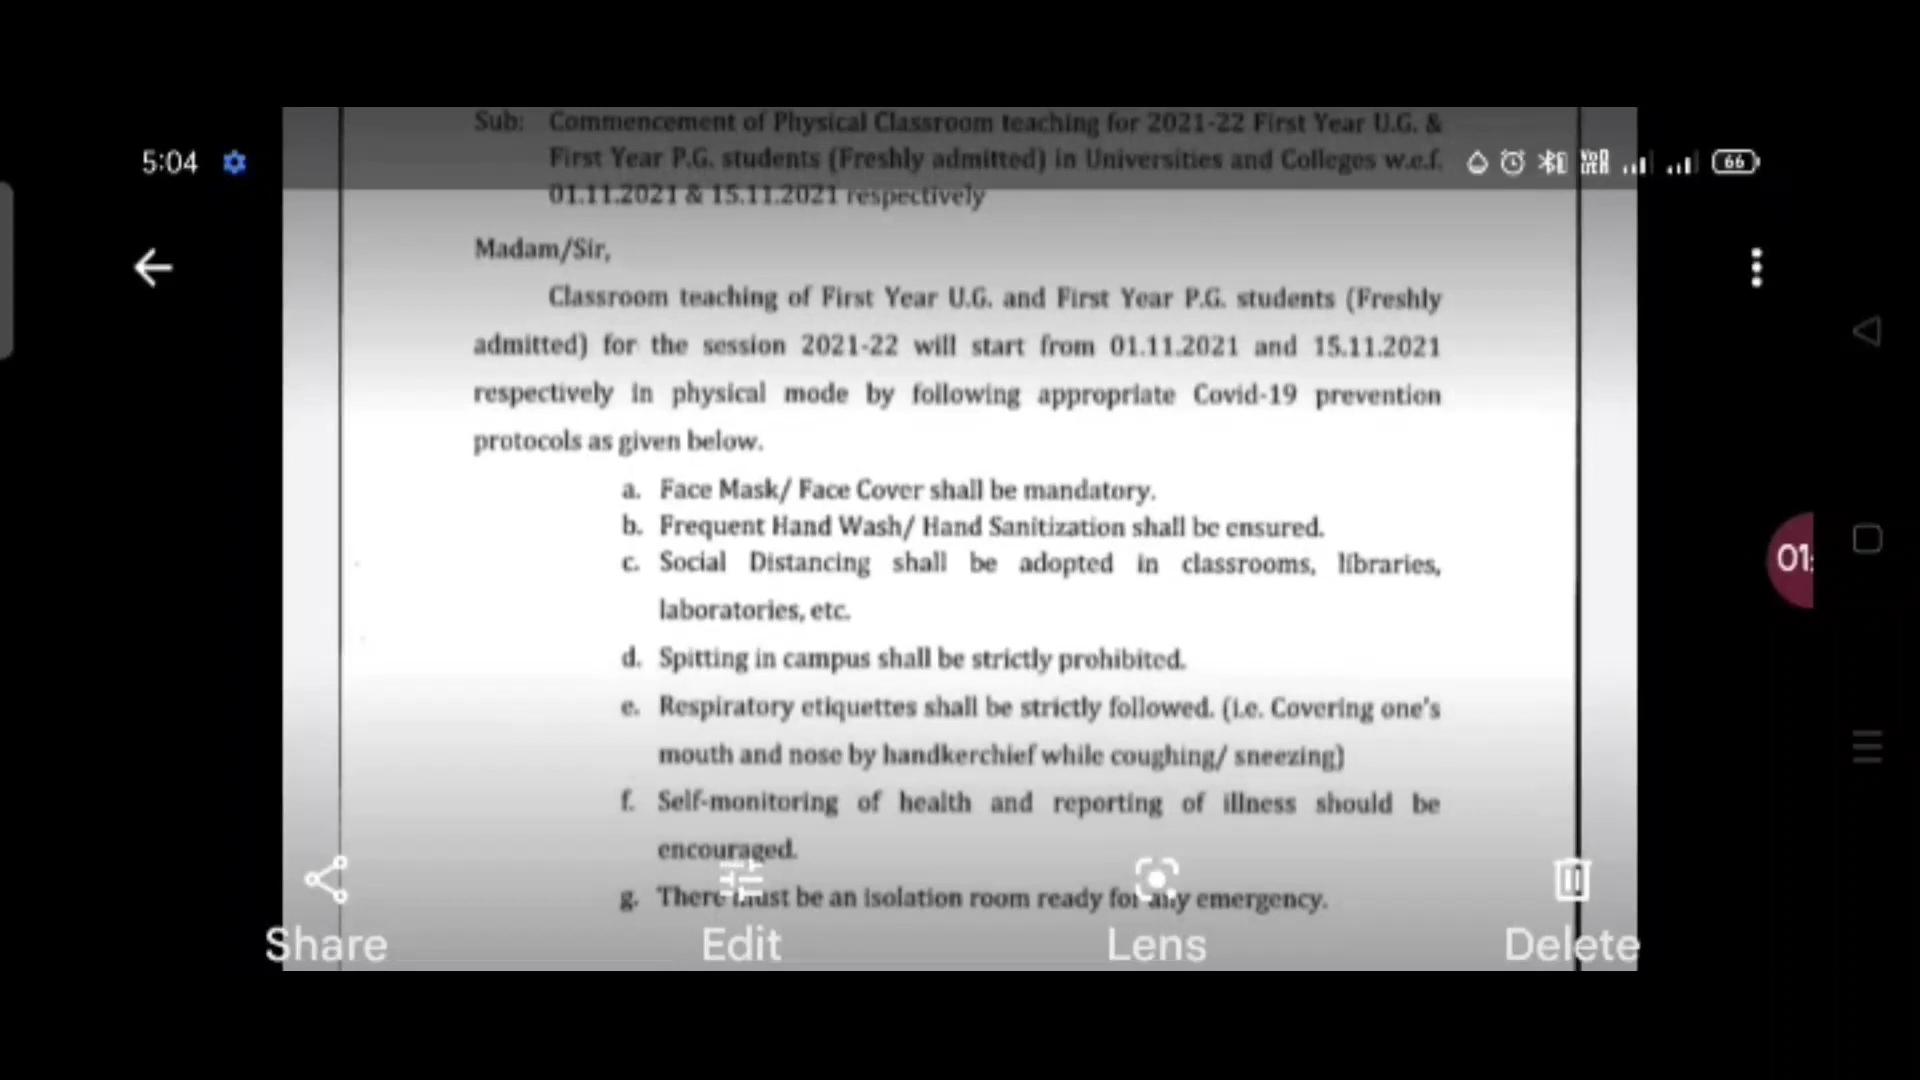 Sub: Commencement of Physical Classroom teaching for 2021-22 First Year U.G. &
5:04
First Year P.G. students (Freshly admitted) in Universities and Colleges w.e.f.
66
01.11.2021 & 15.11.2021 respectively
Madam/Sir,
Classroom teaching of First Year U.G. and First Year P.G. students (Freshly
admitted) for the session 2021-22 will start from 01.11.2021 and 15.11.2021
respectively in physical mode by following appropriate Covid-19 prevention
protocols as given below.
a. Face Mask/ Face Cover shall be mandatory.
b. Frequent Hand Wash/ Hand Sanitization shall be ensured.
c. Social Distancing shall be adopted in classrooms, libraries,
01:
laboratories, etc.
d. Spitting in campus shall be strictly prohibited.
e. Respiratory etiquettes shall be strictly followed. (i.e. Covering one's
mouth and nose by handkerchief while coughing/ sneezing)
f. Self-monitoring of health and reporting of illness should be
encouraged.
g. There must be an isolation room ready for any emergency.
Share Edit Lens Delete